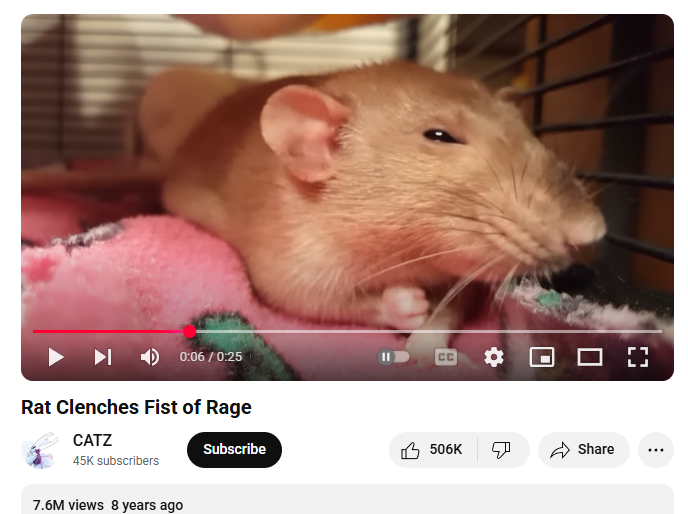 0:06 / 0:25
CC
Rat Clenches Fist of Rage
CATZ
45K subscribers
Subscribe
506K
Share
7.6M views 8 years ago